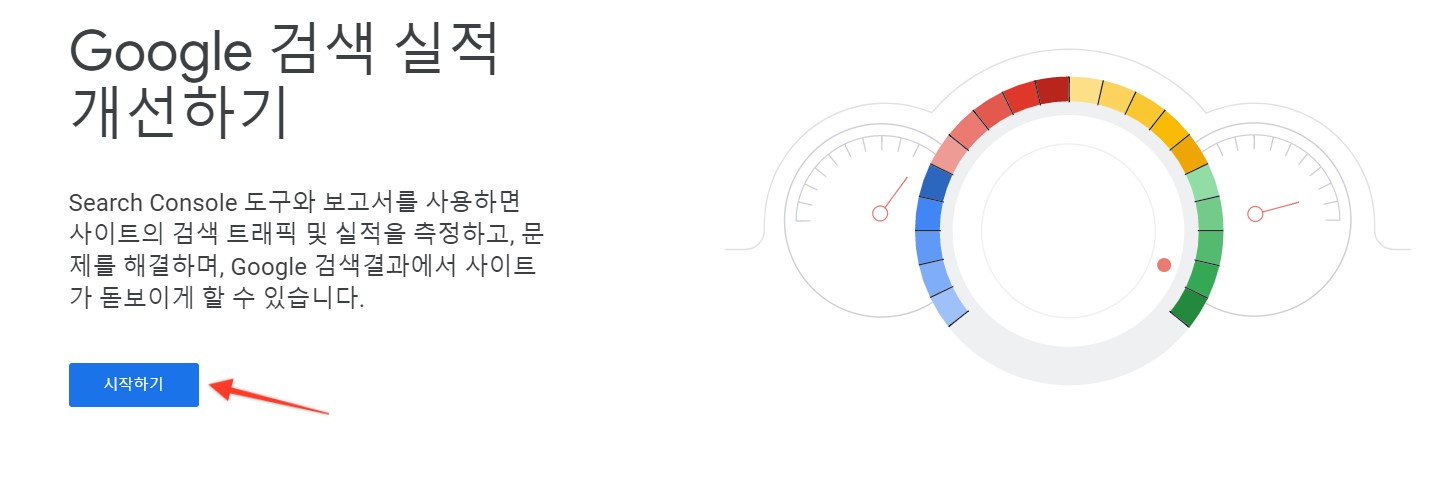 Google 검색 실적
개선하기
Search Console 도구와 보고서를 사용하면
사이트의 검색 트래픽 및 실적을 측정하고, 문
제를 해결하며, Google 검색결과에서 사이트
가 돋보이게 할 수 있습니다.
시작하기